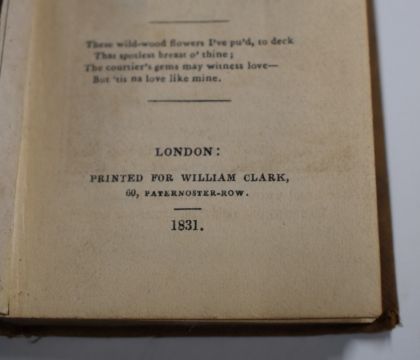 These wild-wood flowers I've pu'd, to deck
That spotless breast o' thine;
The courtier's gems may witness love—
But 'tis na love like mine.
LONDON:
PRINTED FOR WILLIAM CLARK,
60, PATERNOSTER-ROW.
1831.